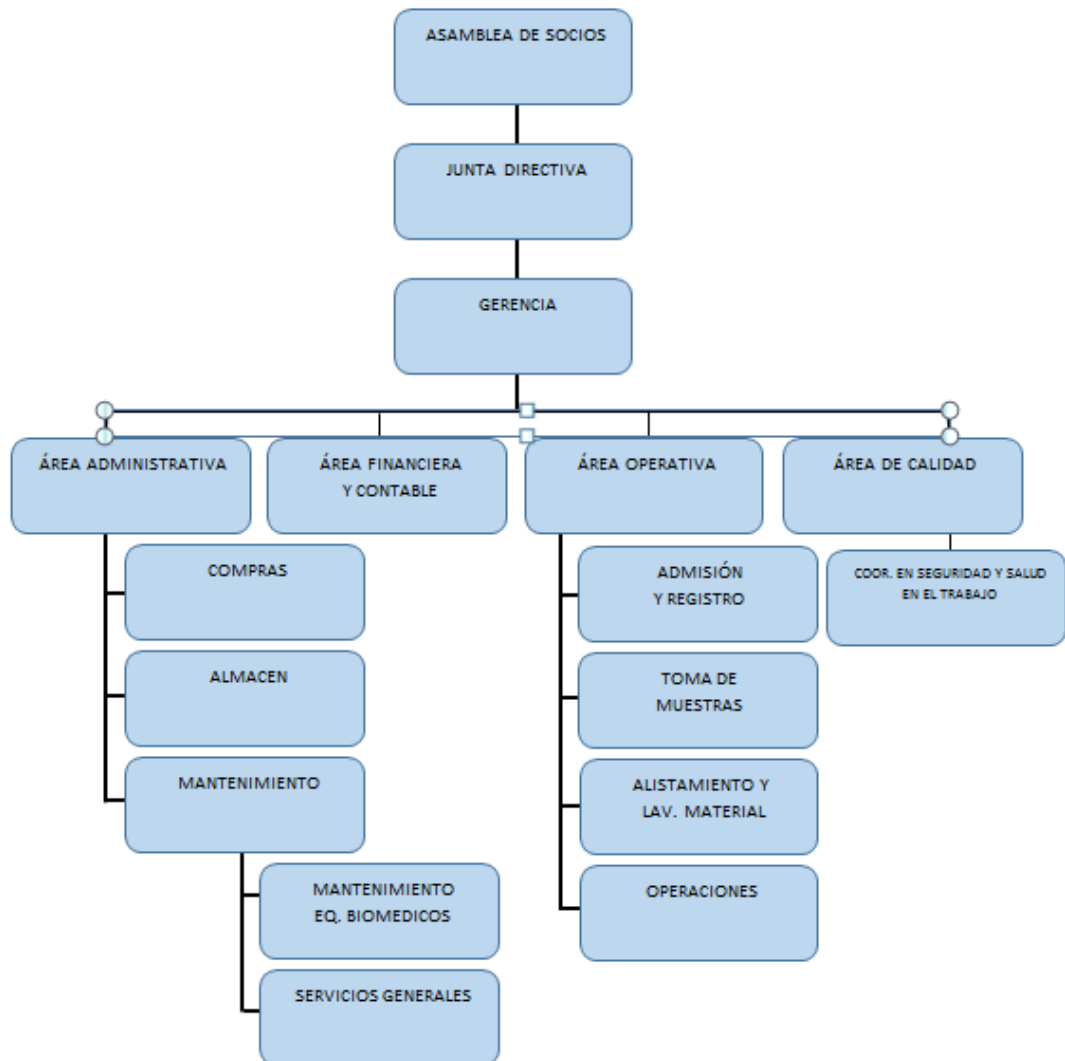 ASAMBLEA DE SOCIOS
JUNTA DIRECTIVA
GERENCIA
ÁREA ADMINISTRATIVA
ÁREA FINANCIERA
Y CONTABLE
ÁREA OPERATIVA
ÁREA DE CALIDAD
COMPRAS
ALMACEN
MANTENIMIENTO
MANTENIMIENTO
EQ. BIOMEDICOS
SERVICIOS GENERALES
ADMISIÓN
Y REGISTRO
TOMA DE
MUESTRAS
ALISTAMIENTO Y
LAV. MATERIAL
OPERACIONES
COOR. EN SEGURIDAD Y SALUD
EN EL TRABAJO